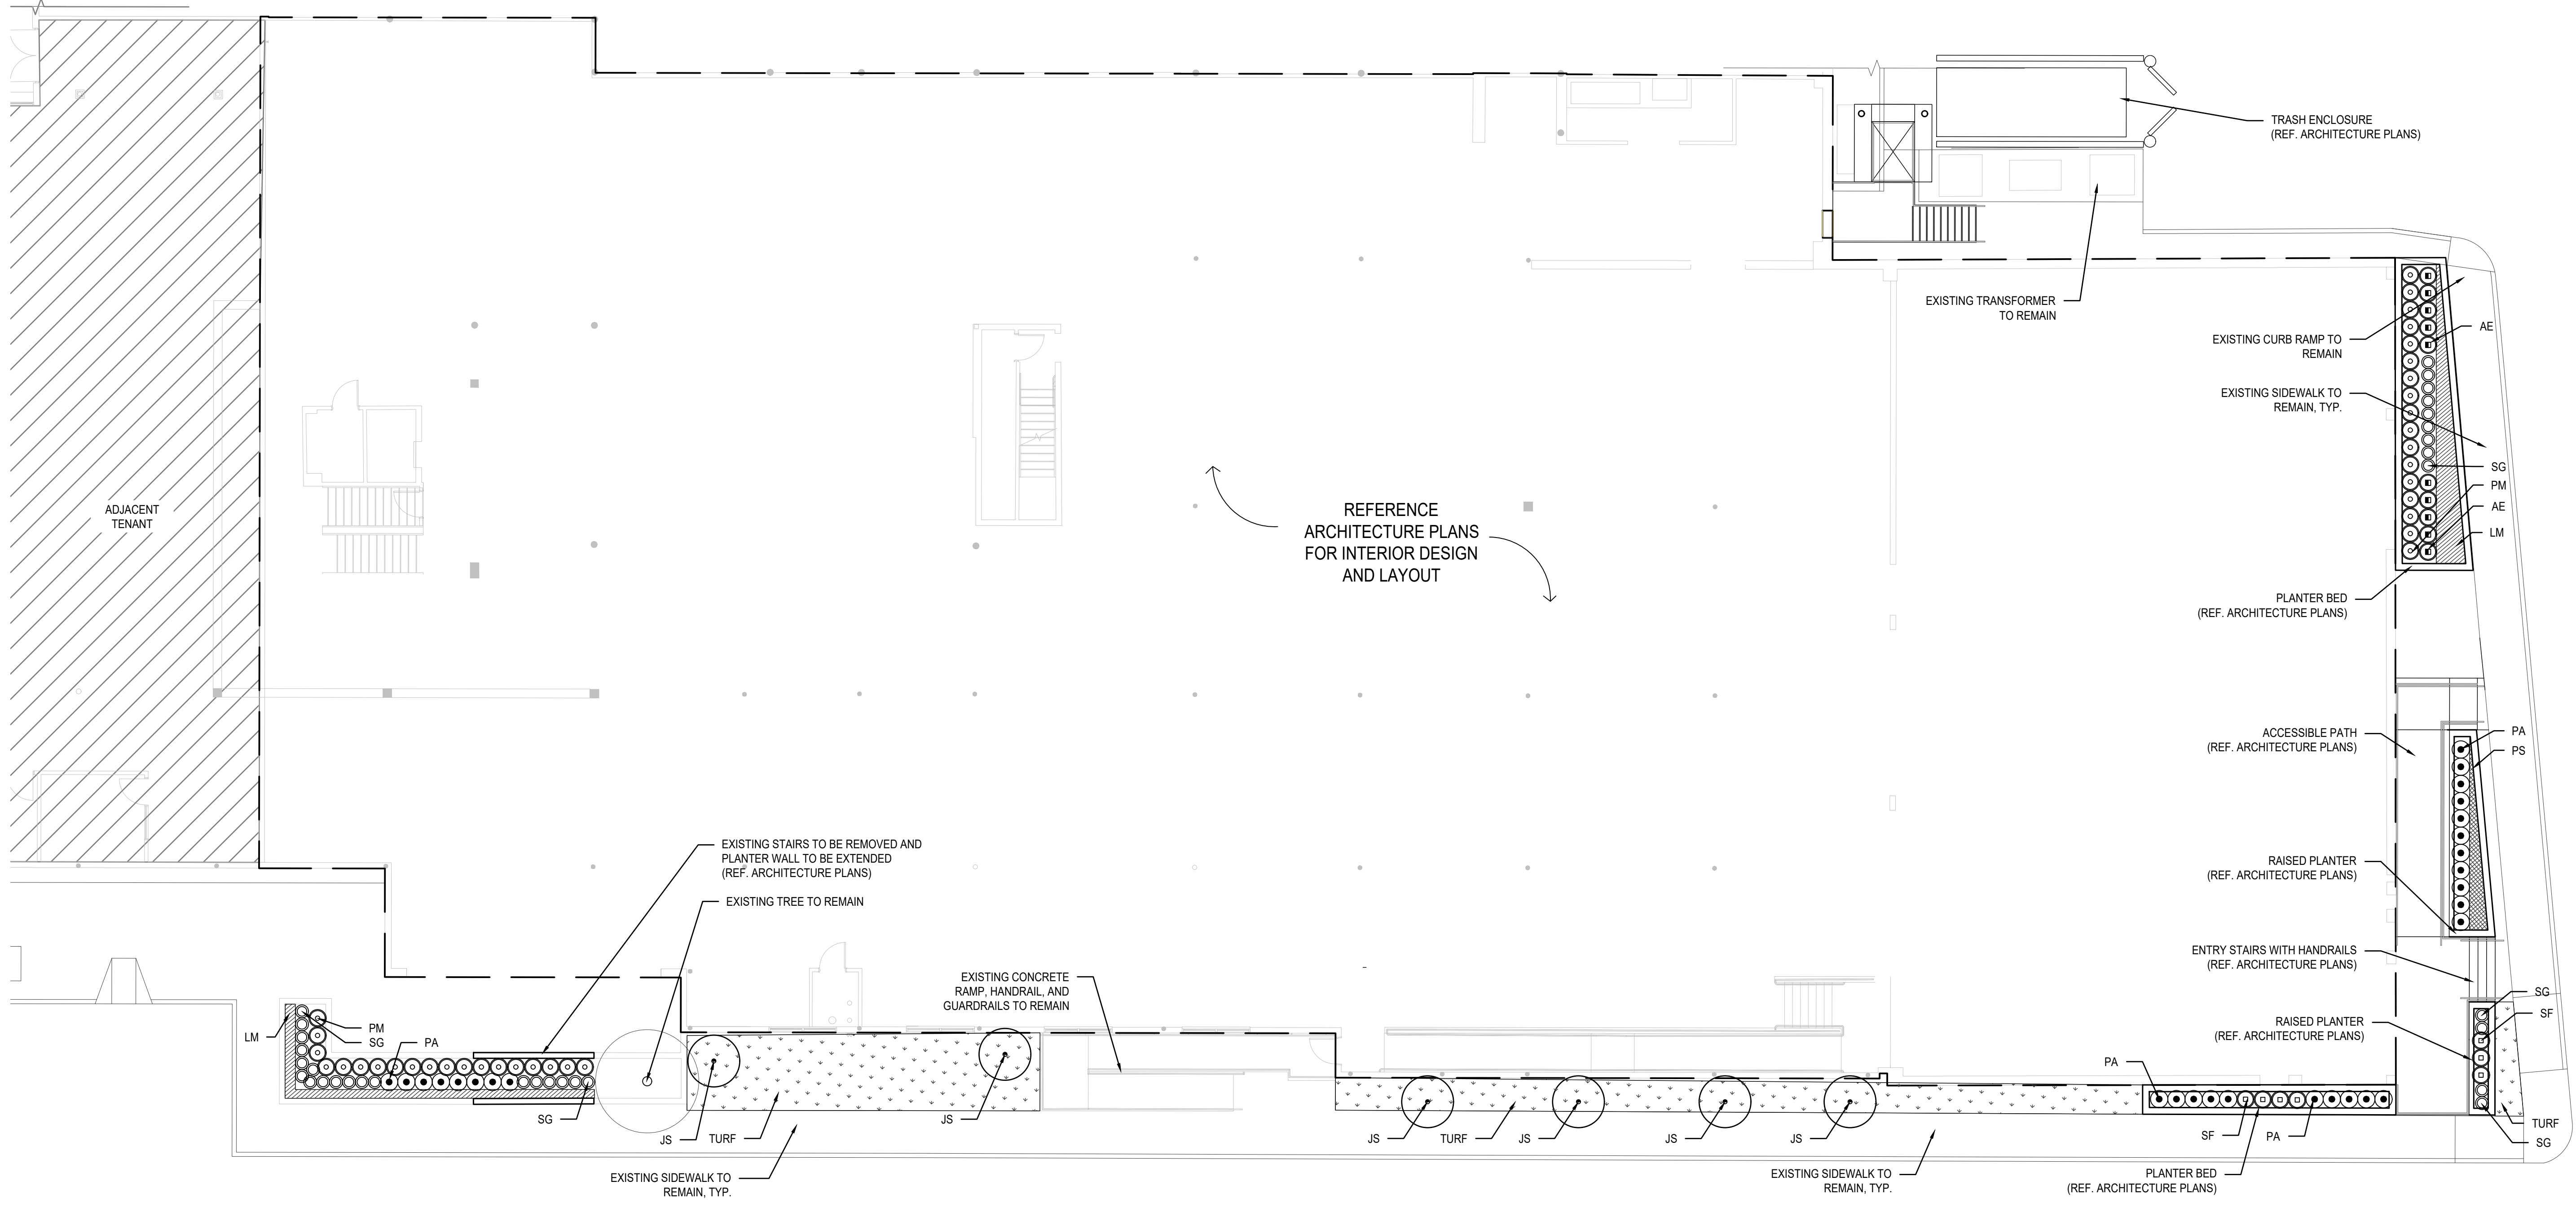 TRASH ENCLOSURE
(REF. ARCHITECTURE PLANS)
EXISTING TRANSFORMER
TO REMAIN
EXISTING CURB RAMP TO
REMAIN
AE
EXISTING SIDEWALK TO
REMAIN, TYP.
SG
PM
AE
LM
ADJACENT
TENANT
REFERENCE
ARCHITECTURE PLANS
FOR INTERIOR DESIGN
AND LAYOUT
PLANTER BED
(REF. ARCHITECTURE PLANS)
ACCESSIBLE PATH
(REF. ARCHITECTURE PLANS)
PA
PS
EXISTING STAIRS TO BE REMOVED AND
PLANTER WALL TO BE EXTENDED
(REF. ARCHITECTURE PLANS)
EXISTING TREE TO REMAIN
RAISED PLANTER
(REF. ARCHITECTURE PLANS)
ENTRY STAIRS WITH HANDRAILS
(REF. ARCHITECTURE PLANS)
EXISTING CONCRETE
RAMP, HANDRAIL, AND
GUARDRAILS TO REMAIN
SG
SF
RAISED PLANTER
(REF. ARCHITECTURE PLANS)
LM
PM
SG
PA
PA
SG
JS
TURF
JS
JS
TURF
JS
JS
JS
SF
PA
TURF
SG
EXISTING SIDEWALK TO
REMAIN, TYP.
EXISTING SIDEWALK TO
REMAIN, TYP.
PLANTER BED
(REF. ARCHITECTURE PLANS)